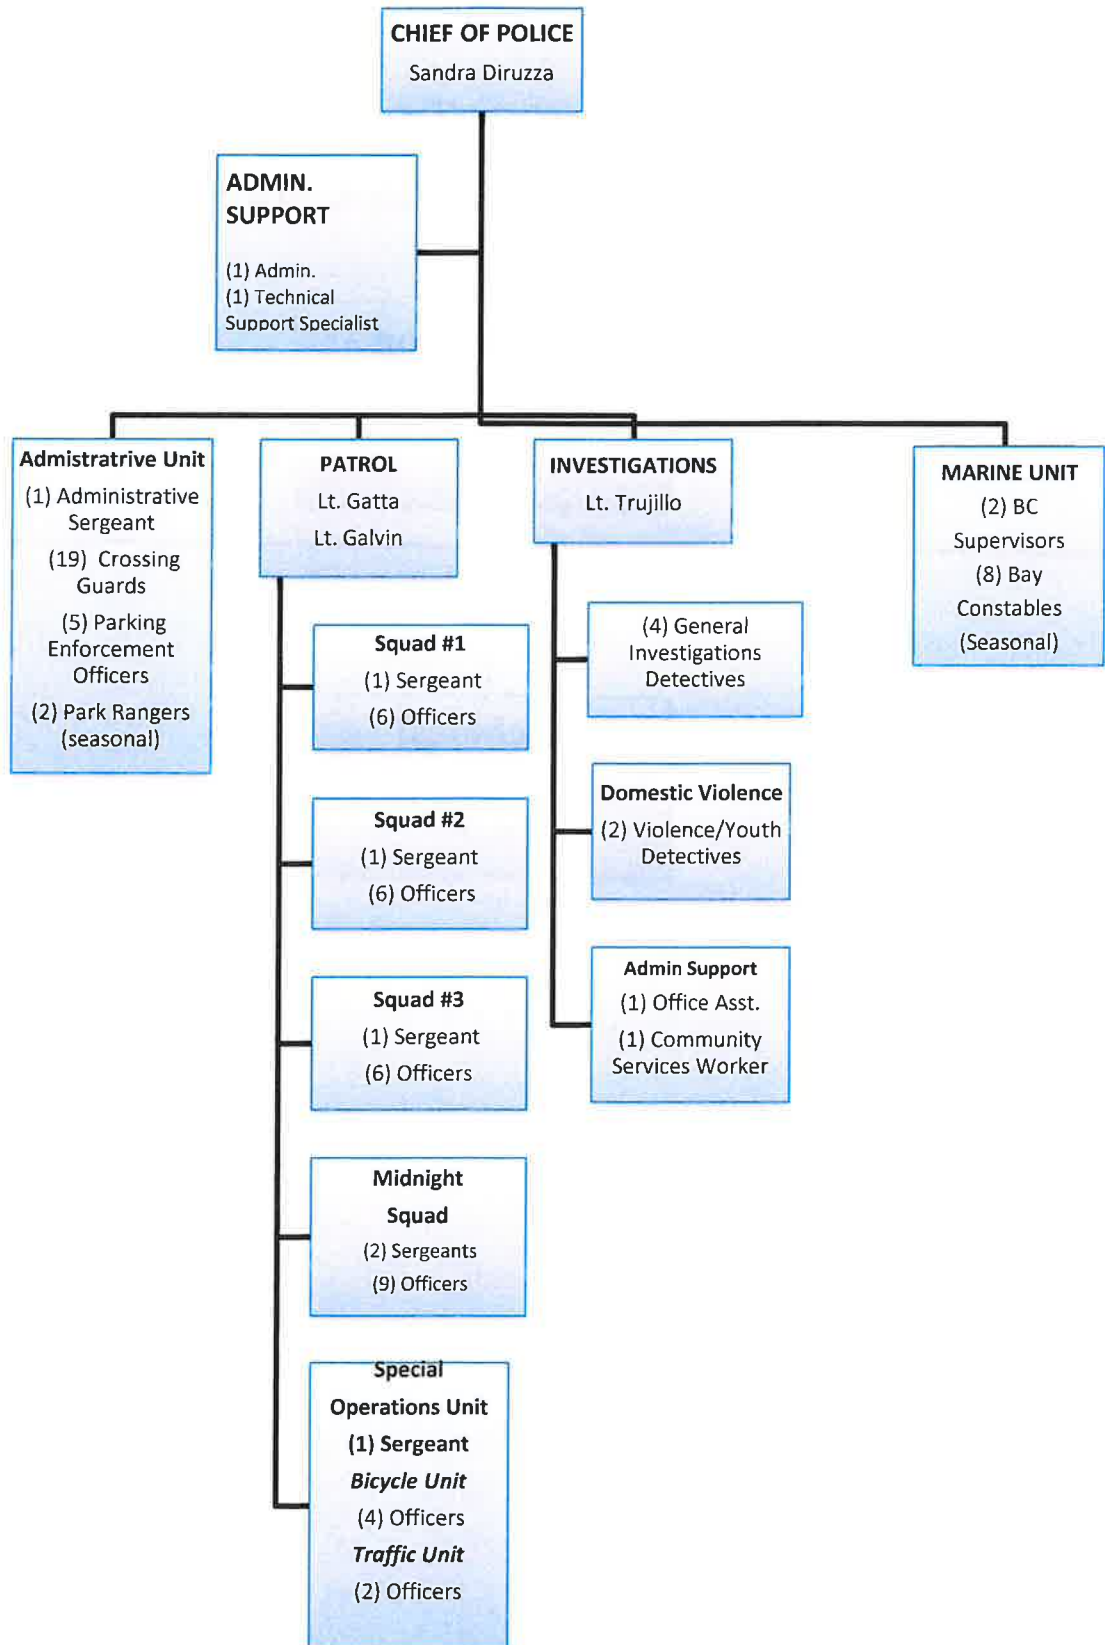 CHIEF OF POLICE
Sandra Diruzza
ADMIN.
SUPPORT
(1) Admin.
(1) Technical
Support Specialist
Admistratrive Unit
(1) Administrative
Sergeant
(19) Crossing
Guards
(5) Parking
Enforcement
Officers
(2) Park Rangers
(seasonal)
PATROL
Lt. Gatta
Lt. Galvin
Squad #1
(1) Sergeant
(6) Officers
Squad #2
(1) Sergeant
(6) Officers
Squad #3
(1) Sergeant
(6) Officers
Midnight
Squad
(2) Sergeants
(9) Officers
Special
Operations Unit
(1) Sergeant
Bicycle Unit
(4) Officers
Traffic Unit
(2) Officers
INVESTIGATIONS
Lt. Trujillo
(4) General
Investigations
Detectives
Domestic Violence
(2) Violence/Youth
Detectives
Admin Support
(1) Office Asst.
(1) Community
Services Worker
MARINE UNIT
(2) BC
Supervisors
(8) Bay
Constables
(Seasonal)